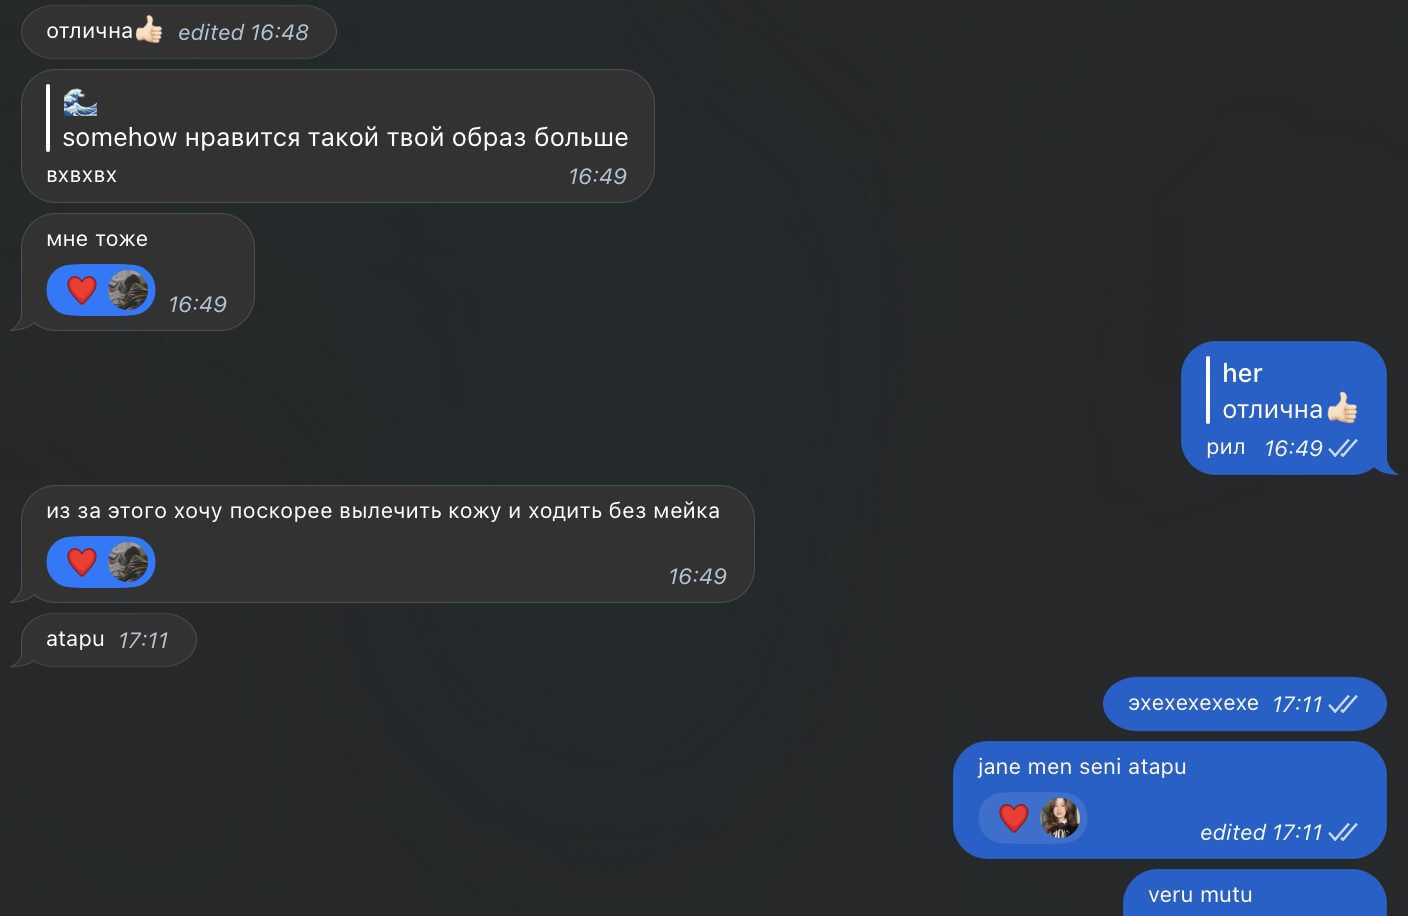 отлична👍🏻 edited 16:48
🌊
somehow нравится такой твой образ больше
вхвхвх 16:49
мне тоже
❤️ 16:49
her
отлична👍🏻
рил 16:49
из за этого хочу поскорее вылечить кожу и ходить без мейка
❤️ 16:49
atapu 17:11
эхехехехехе 17:11
jane men seni atapu
❤️ edited 17:11
veru mutu